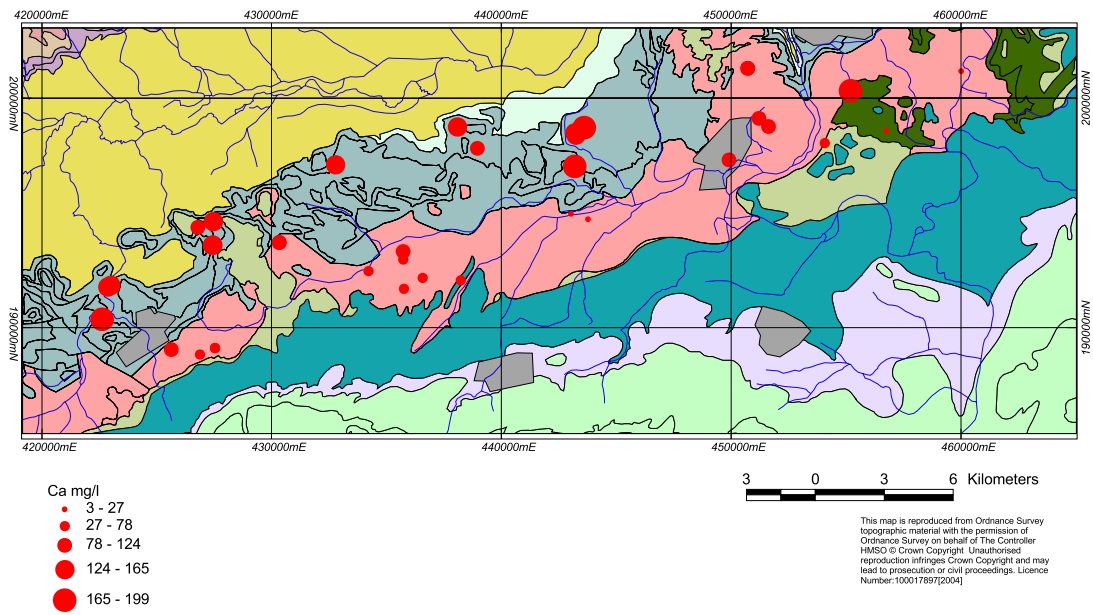 420000mE 430000mE 440000mE 450000mE 460000mE
200000mN 200000mN
190000mN 190000mN
420000mE 430000mE 440000mE 450000mE 460000mE
3 0 3 6 Kilometers
Ca mg/l
3 - 27
27 - 78
78 - 124
124 - 165
165 - 199
This map is reproduced from Ordnance Survey
topographic material with the permission of
Ordnance Survey on behalf of The Controller
HMSO © Crown Copyright Unauthorised
reproduction infringes Crown Copyright and may
lead to prosecution or civil proceedings. Licence
Number:100017897[2004]